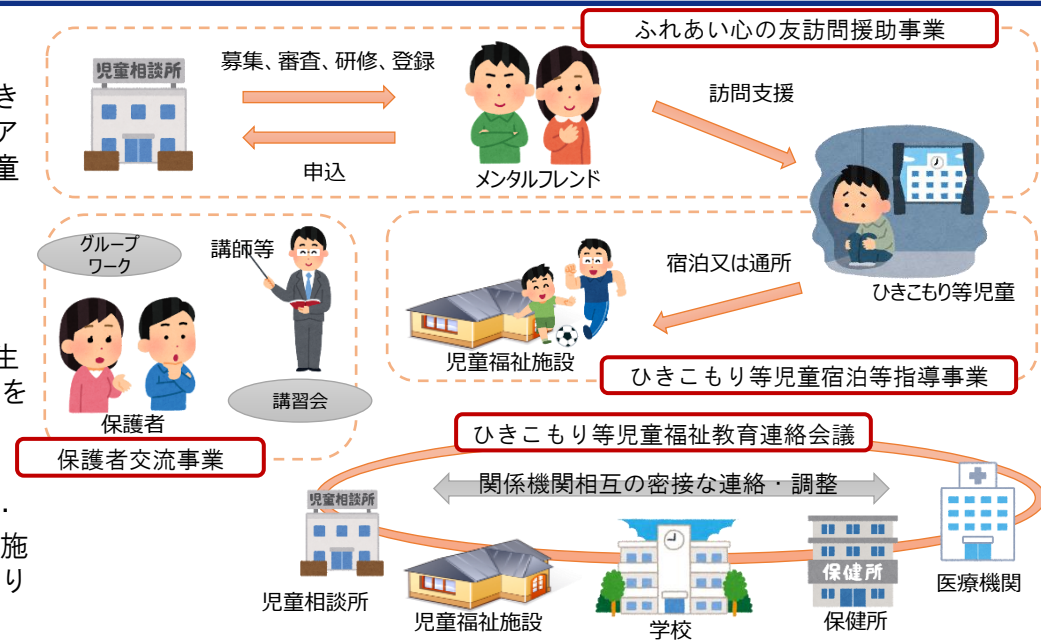 ふれあい心の友訪問援助事業
児童相談所
募集、審査、研修、登録
申込
メンタルフレンド
訪問支援
き
ア
童
ひきこもり等児童
宿泊又は通所
児童福祉施設
ひきこもり等児童宿泊等指導事業
グループ
ワーク
講師等
保護者
講習会
保護者交流事業
生
を
ひきこもり等児童福祉教育連絡会議
関係機関相互の密接な連絡・調整
児童相談所
児童相談所
児童福祉施設
学校
保健所
保健所
医療機関
・
施
り